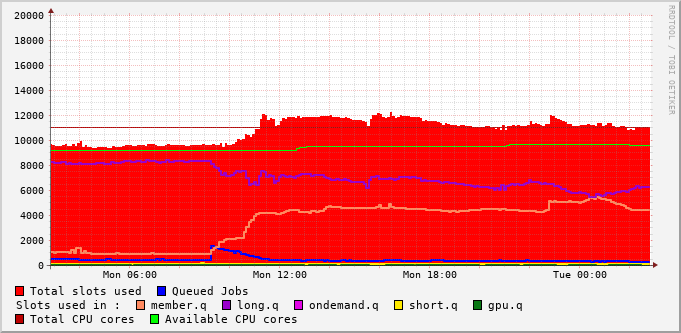 20000
18000
16000
14000
12000
10000
8000
6000
4000
2000
0
Mon 06:00 Mon 12:00 Mon 18:00 Tue 00:00
RRDTOOL / TOBI OETIKER
Total slots used Queued Jobs
Slots used in : member.q long.q ondemand.q short.q gpu.q
Total CPU cores Available CPU cores